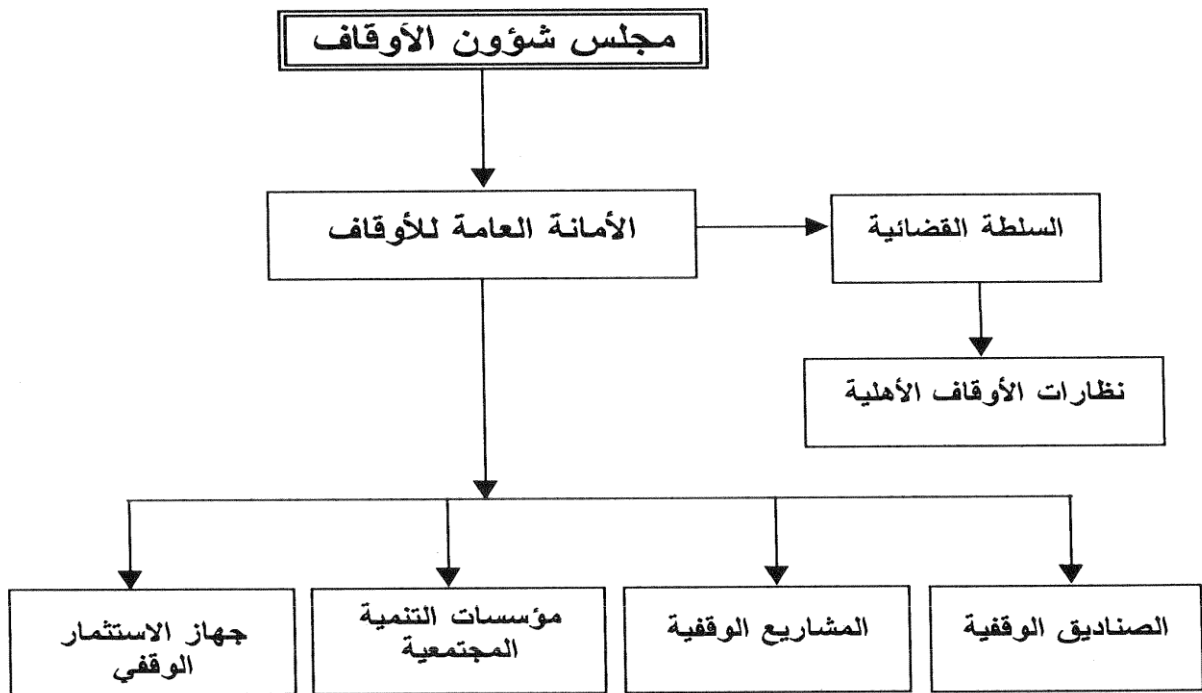 مجلس شؤون الأوقاف
الأمانة العامة للأوقاف
السلطة القضائية
نظارات الأوقاف الأهلية
الصناديق الوقفية
المشاريع الوقفية
مؤسسات التنمية
المجتمعية
جهاز الاستثمار
الوقفي